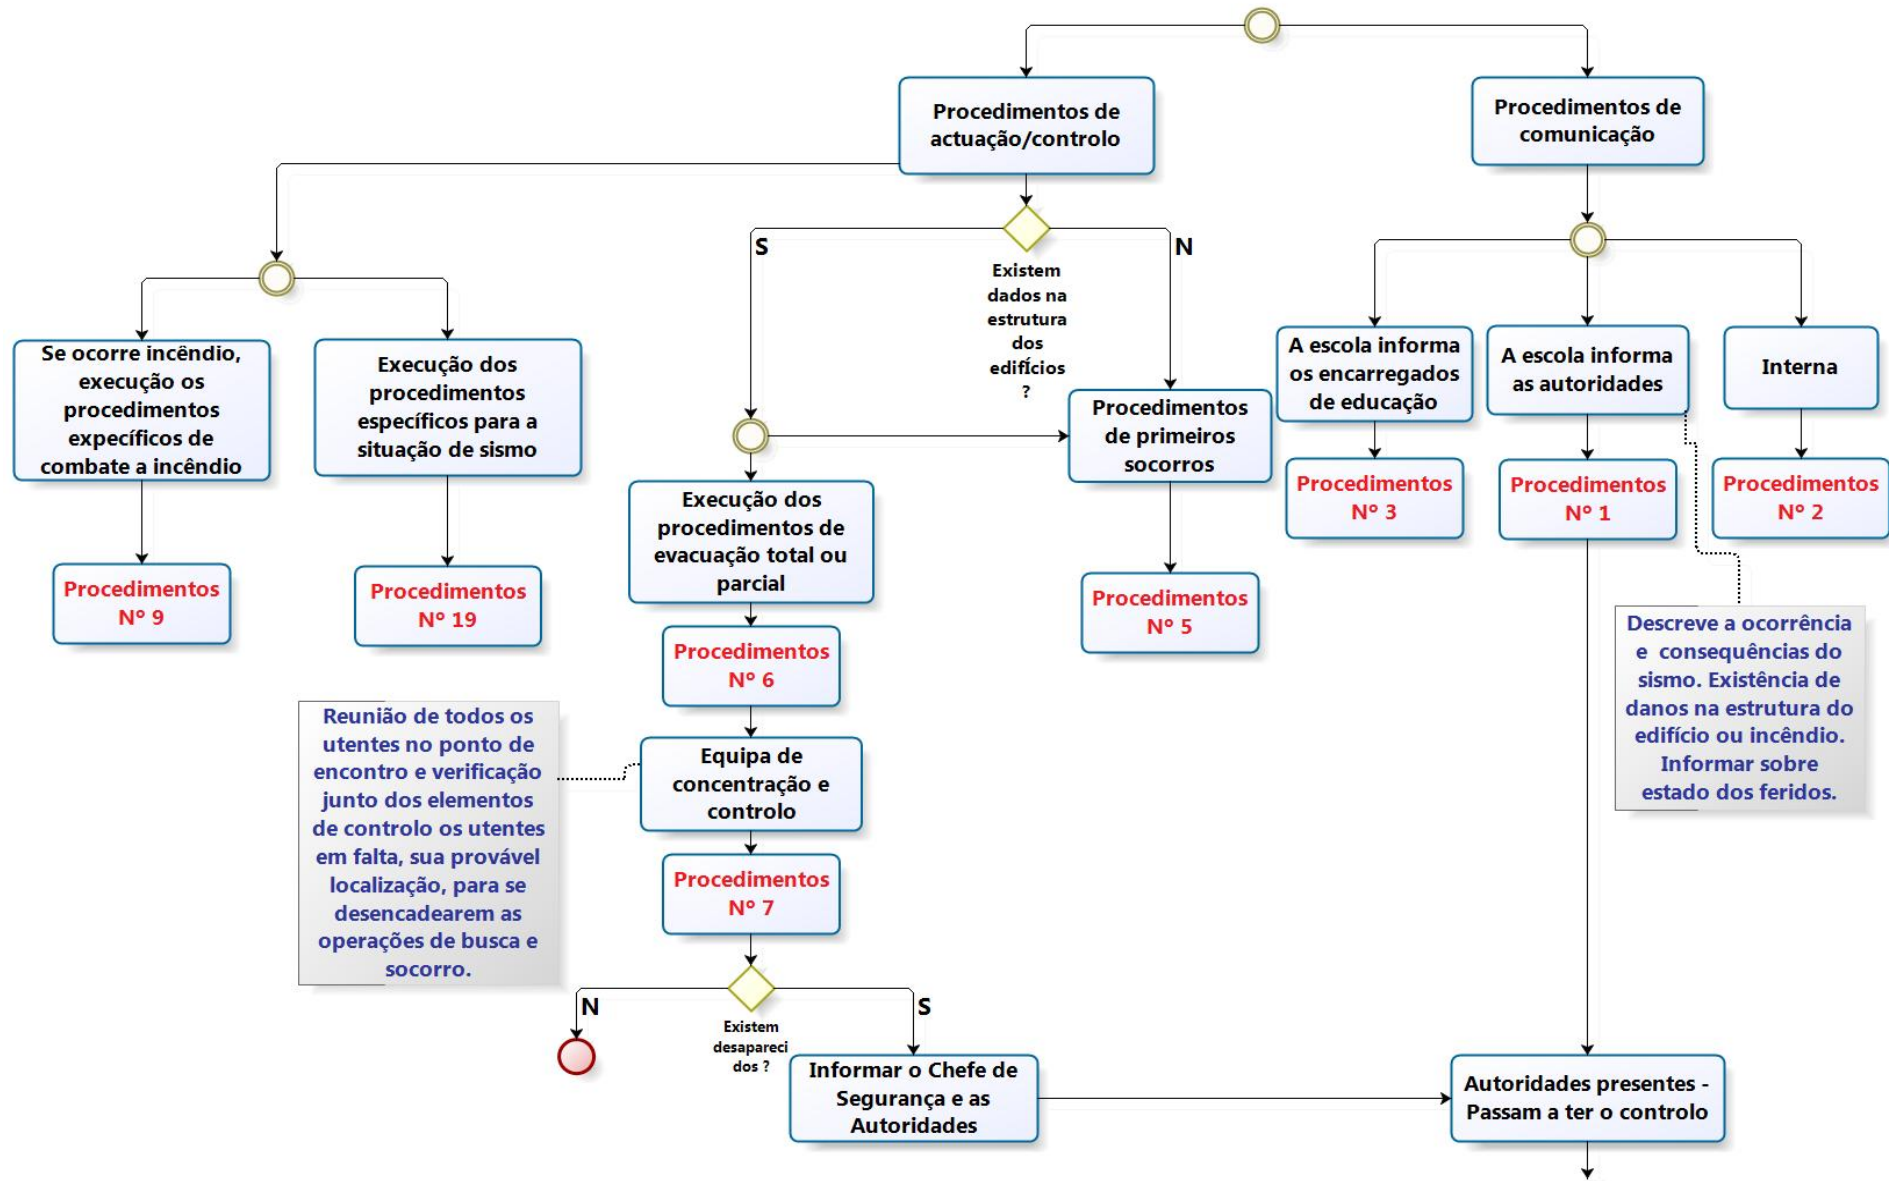 Procedimentos de
actuação/controlo
Procedimentos de
comunicação
S
N
Existem
dados na
estrutura
dos
edifícios
?
Se ocorre incêndio,
execução os
procedimentos
expecíficos de
combate a incêndio
Execução dos
procedimentos
específicos para a
situação de sismo
Procedimentos
de primeiros
socorros
A escola informa
os encarregados
de educação
A escola informa
as autoridades
Interna
Procedimentos
Nº 3
Procedimentos
Nº 1
Procedimentos
Nº 2
Execução dos
procedimentos de
evacuação total ou
parcial
Procedimentos
Nº 9
Procedimentos
Nº 19
Procedimentos
Nº 5
Procedimentos
Nº 6
Descreve a ocorrência
e consequências do
sismo. Existência de
danos na estrutura do
edifício ou incêndio.
Informar sobre
estado dos feridos.
Reunião de todos os
utentes no ponto de
encontro e verificação
junto dos elementos
de controlo os utentes
em falta, sua provável
localização, para se
desencadearem as
operações de busca e
socorro.
Equipa de
concentração e
controlo
Procedimentos
Nº 7
N
S
Existem
desapareci
dos ?
Informar o Chefe de
Segurança e as
Autoridades
Autoridades presentes -
Passam a ter o controlo